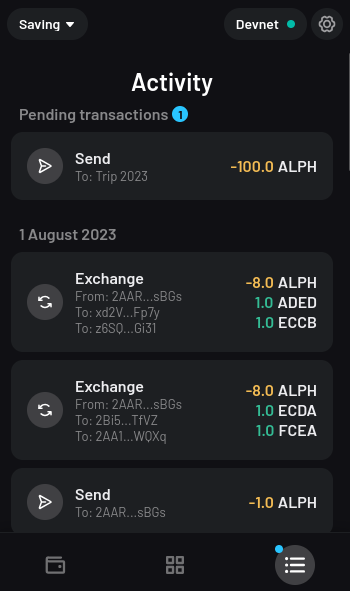 Saving
Devnet
Activity
Pending transactions 1
Send
To: Trip 2023
-100.0 ALPH
1 August 2023
Exchange
From: 2AAR...sBGs
To: xd2V...Fp7y
To: z6SQ...Gi31
-8.0 ALPH
1.0 ADED
1.0 ECCB
Exchange
From: 2AAR...sBGs
To: 2Bi5...TfVZ
To: 2AA1...WQXq
-8.0 ALPH
1.0 ECDA
1.0 FCEA
Send
To: 2AAR...sBGs
-1.0 ALPH